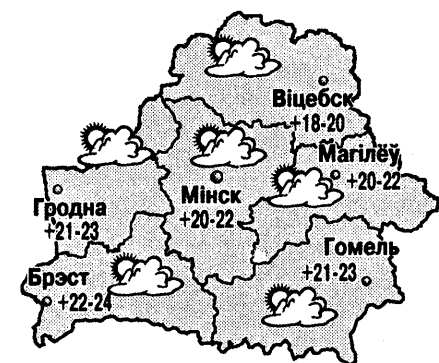 Віцебск
+18-20
Магілёў
+20-22
Мінск
+20-22
Гродна
+21-23
Гомель
+21-23
Брэст
+22-24